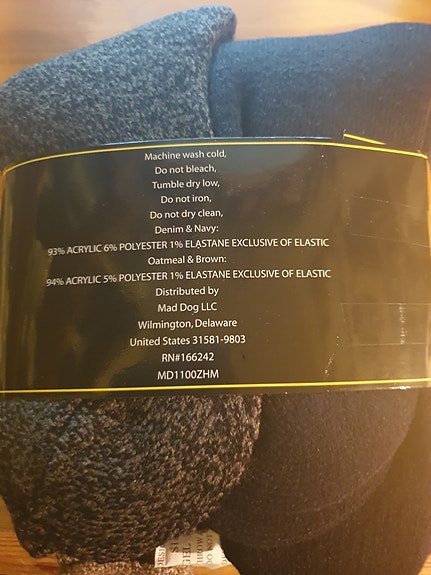 Machine wash cold,
Do not bleach,
Tumble dry low,
Do not iron,
Do not dry clean,
Denim & Navy:
93% ACRYLIC 6% POLYESTER 1% ELASTANE EXCLUSIVE OF ELASTIC
Oatmeal & Brown:
94% ACRYLIC 5% POLYESTER 1% ELASTANE EXCLUSIVE OF ELASTIC
Distributed by
Mad Dog LLC
Wilmington, Delaware
United States 31581-9803
RN#166242
MD1100ZHM